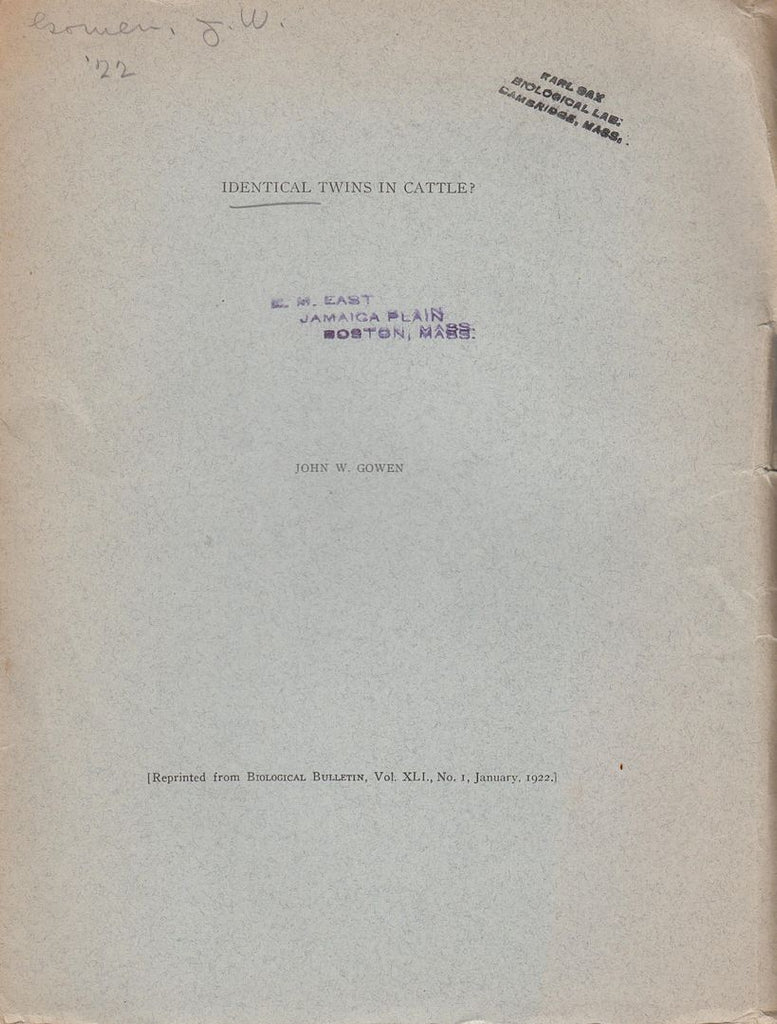 Gowen, J. W.
'22
KARL SAX
BIOLOGICAL LAB.
CAMBRIDGE, MASS.
IDENTICAL TWINS IN CATTLE?
E. M. EAST
JAMAICA PLAIN
BOSTON, MASS.
JOHN W. GOWEN
[Reprinted from BIOLOGICAL BULLETIN, Vol. XLI., No. 1, January, 1922.]